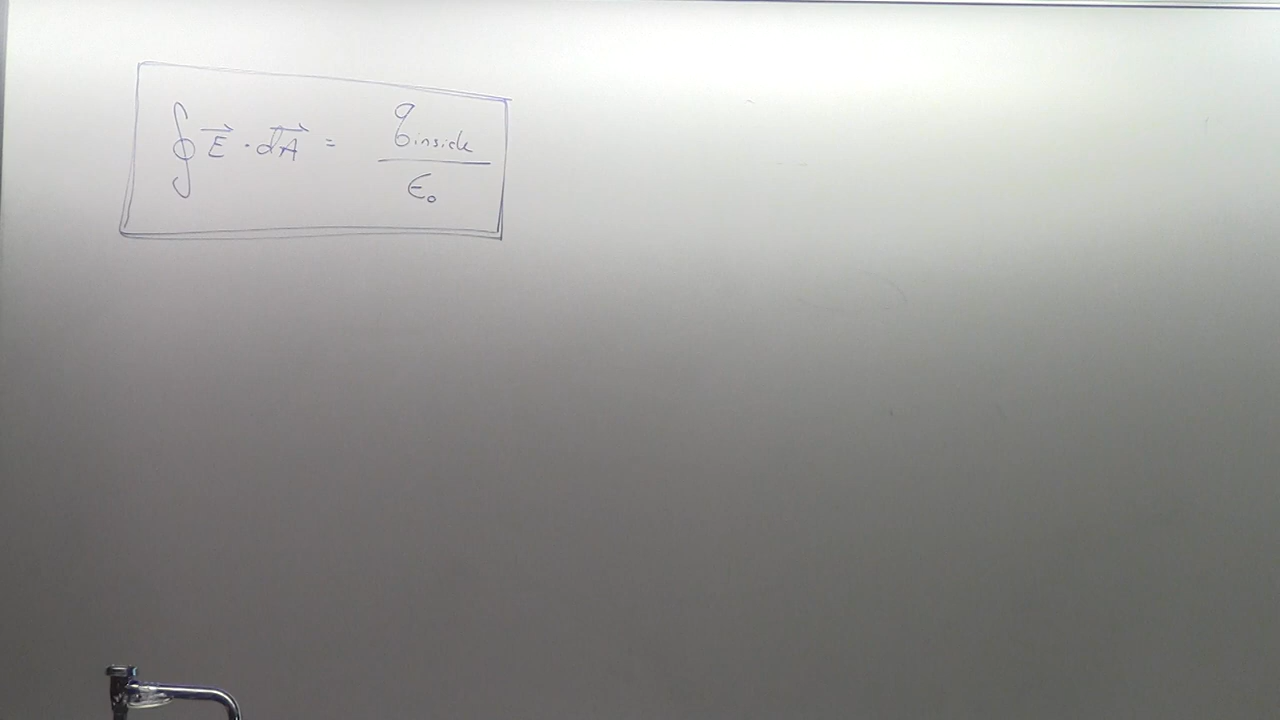 ∮ E⃗ · dA⃗ = q_inside / ε₀